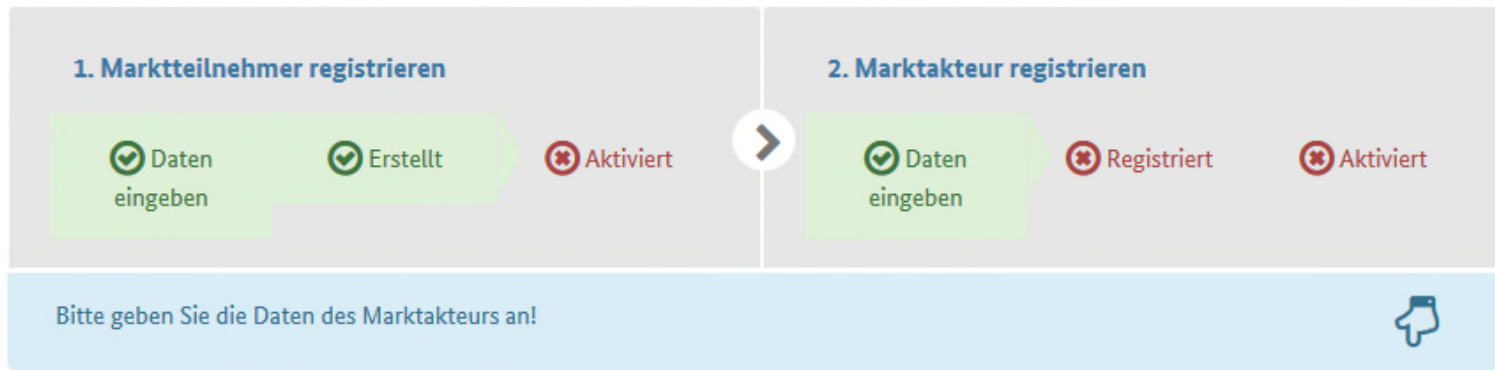 1. Marktteilnehmer registrieren
Daten
eingeben
Erstellt
Aktiviert
2. Marktakteur registrieren
Daten
eingeben
Registriert
Aktiviert
Bitte geben Sie die Daten des Marktakteurs an!